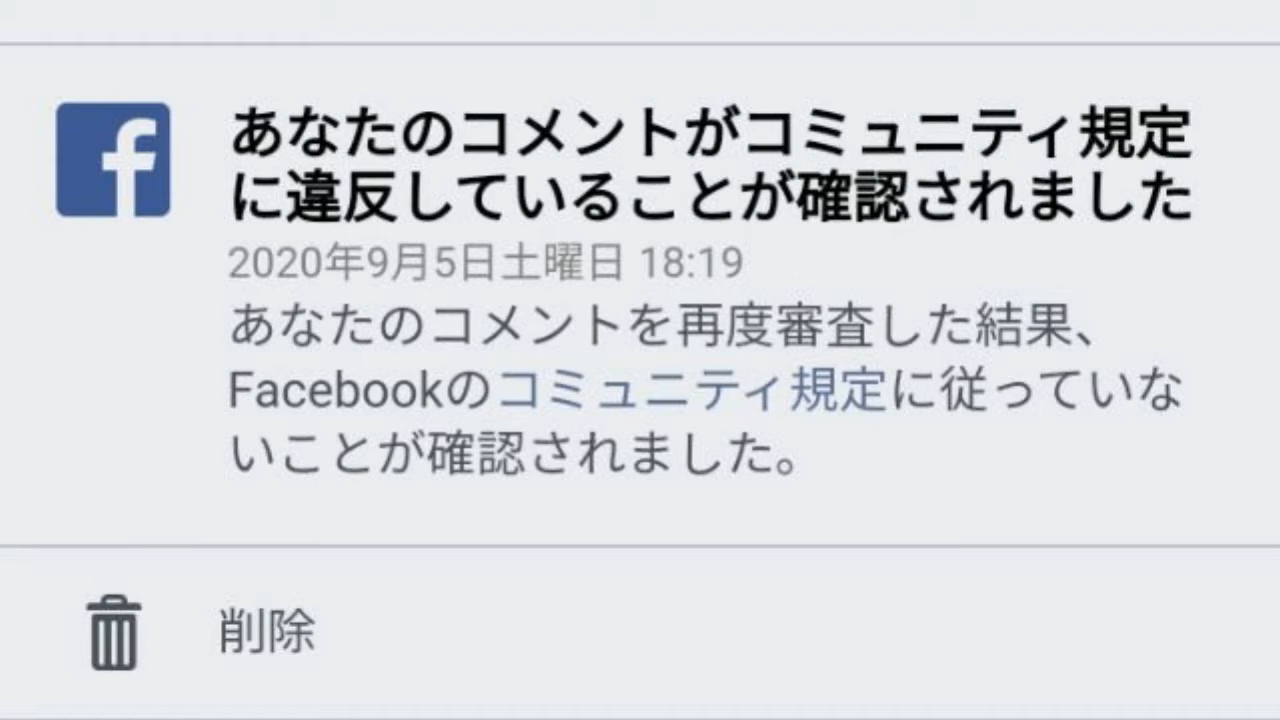 あなたのコメントがコミュニティ規定
に違反していることが確認されました
2020年9月5日土曜日 18:19
あなたのコメントを再度審査した結果、
Facebookのコミュニティ規定に従っていな
いことが確認されました。
削除